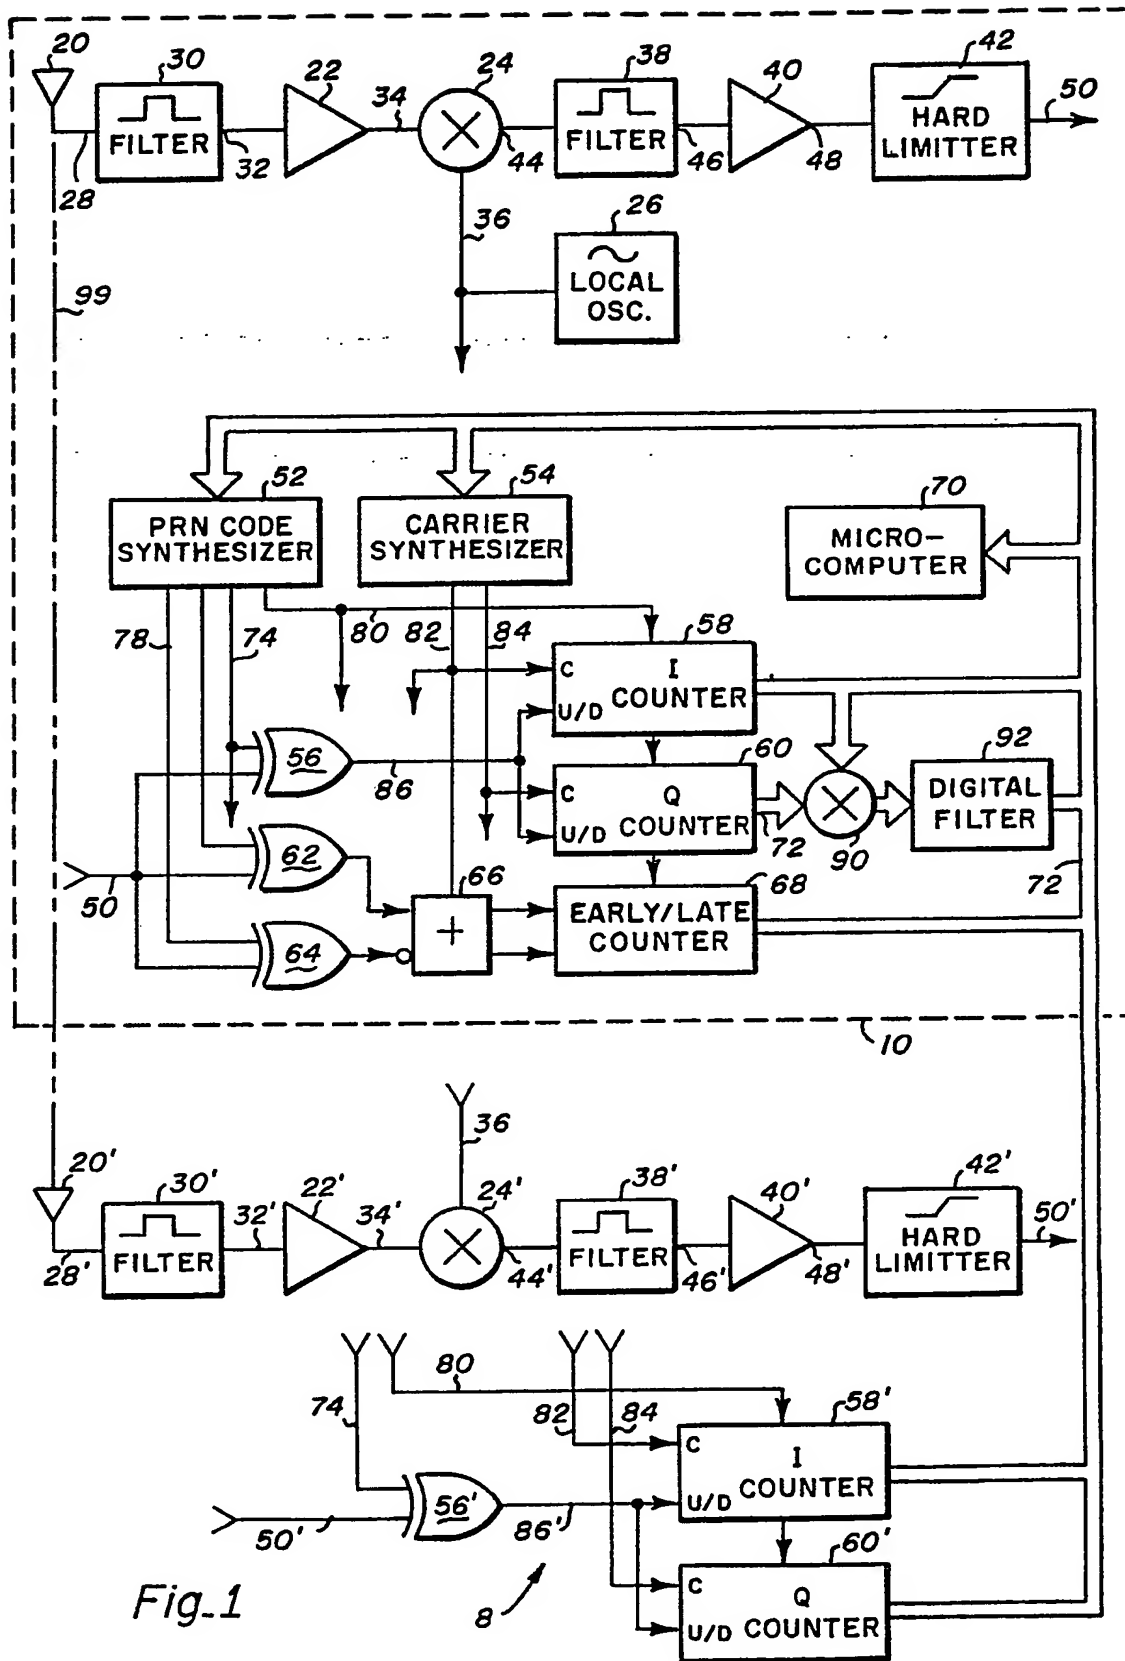 20
30
22
24
38
40
42
FILTER
FILTER
HARD
LIMITTER
50
28
32
34
44
46
48
36
26
LOCAL
OSC.
99
52
54
70
PRN CODE
SYNTHESIZER
CARRIER
SYNTHESIZER
MICRO-
COMPUTER
78
74
80
82
84
58
C
I
COUNTER
U/D
56
86
60
92
C
Q
COUNTER
U/D
72
90
DIGITAL
FILTER
72
62
50
66
68
+
EARLY/LATE
COUNTER
64
10
36
20'
30'
22'
24'
38'
40'
42'
FILTER
FILTER
HARD
LIMITTER
50'
28'
32'
34'
44'
46'
48'
80
74
82
84
58'
C
I
COUNTER
U/D
56'
50'
86'
60'
C
Q
COUNTER
U/D
8
Fig_1